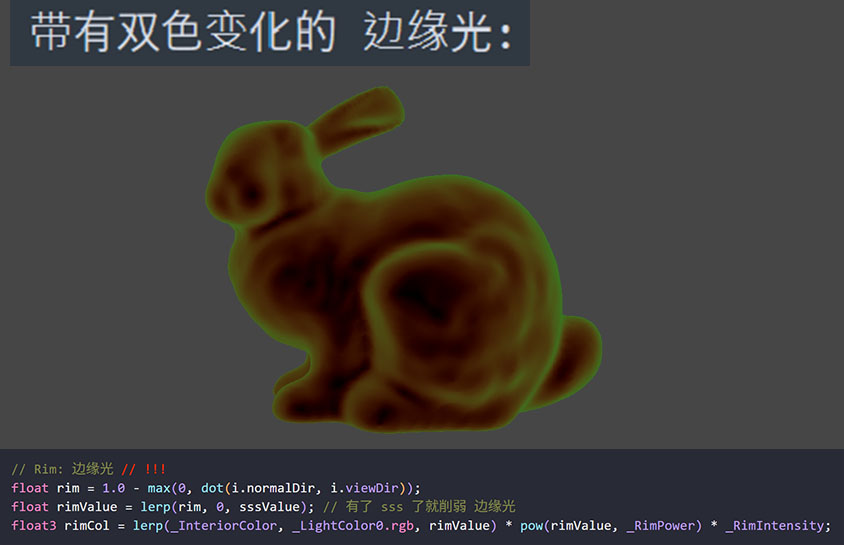 带有双色变化的 边缘光:
// Rim: 边缘光 // !!!
float rim = 1.0 - max(0, dot(i.normalDir, i.viewDir));
float rimValue = lerp(rim, 0, sssValue); // 有了 sss 了就削弱 边缘光
float3 rimCol = lerp(_InteriorColor, _LightColor0.rgb, rimValue) * pow(rimValue, _RimPower) * _RimIntensity;